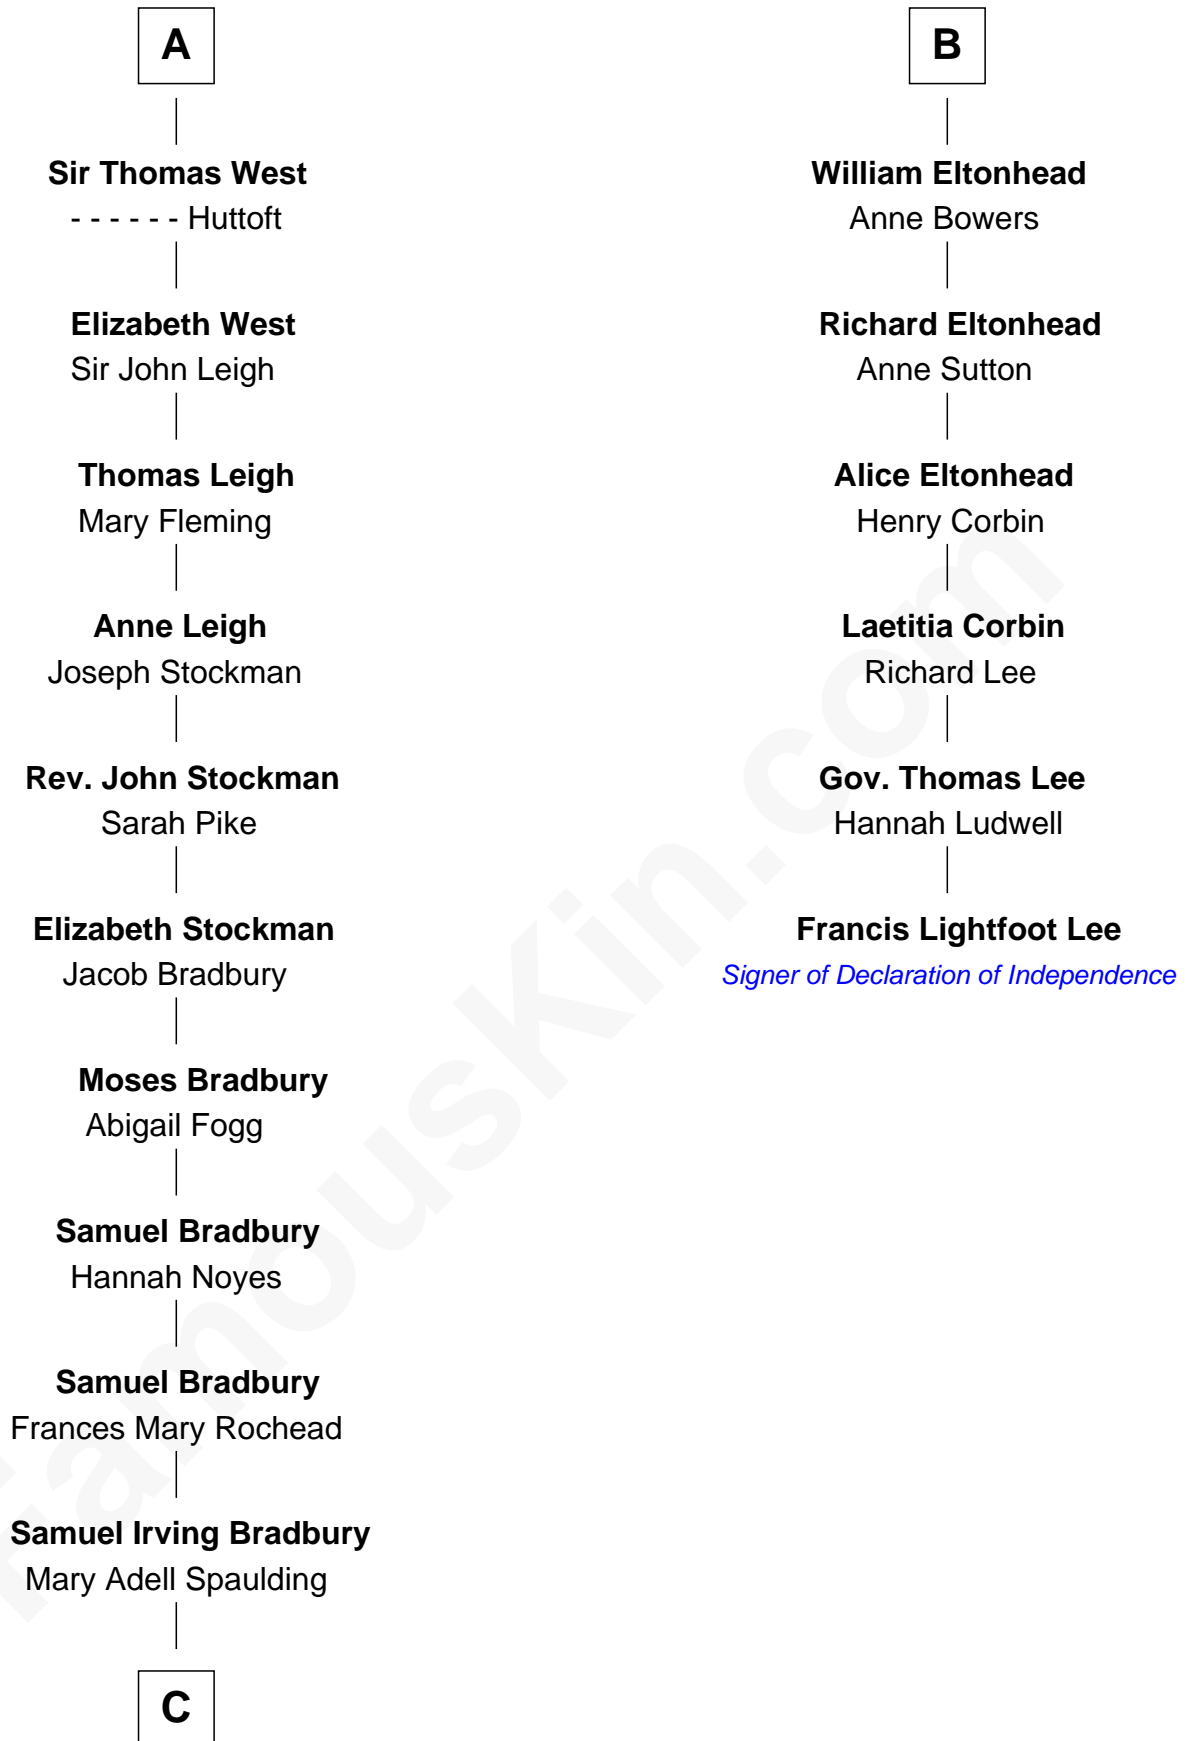 A
Sir Thomas West
- - - - - - Huttoft
Elizabeth West
Sir John Leigh
Thomas Leigh
Mary Fleming
Anne Leigh
Joseph Stockman
Rev. John Stockman
Sarah Pike
Elizabeth Stockman
Jacob Bradbury
Moses Bradbury
Abigail Fogg
Samuel Bradbury
Hannah Noyes
Samuel Bradbury
Frances Mary Rochead
Samuel Irving Bradbury
Mary Adell Spaulding
C
B
William Eltonhead
Anne Bowers
Richard Eltonhead
Anne Sutton
Alice Eltonhead
Henry Corbin
Laetitia Corbin
Richard Lee
Gov. Thomas Lee
Hannah Ludwell
Francis Lightfoot Lee
Signer of Declaration of Independence
FamousKin.com